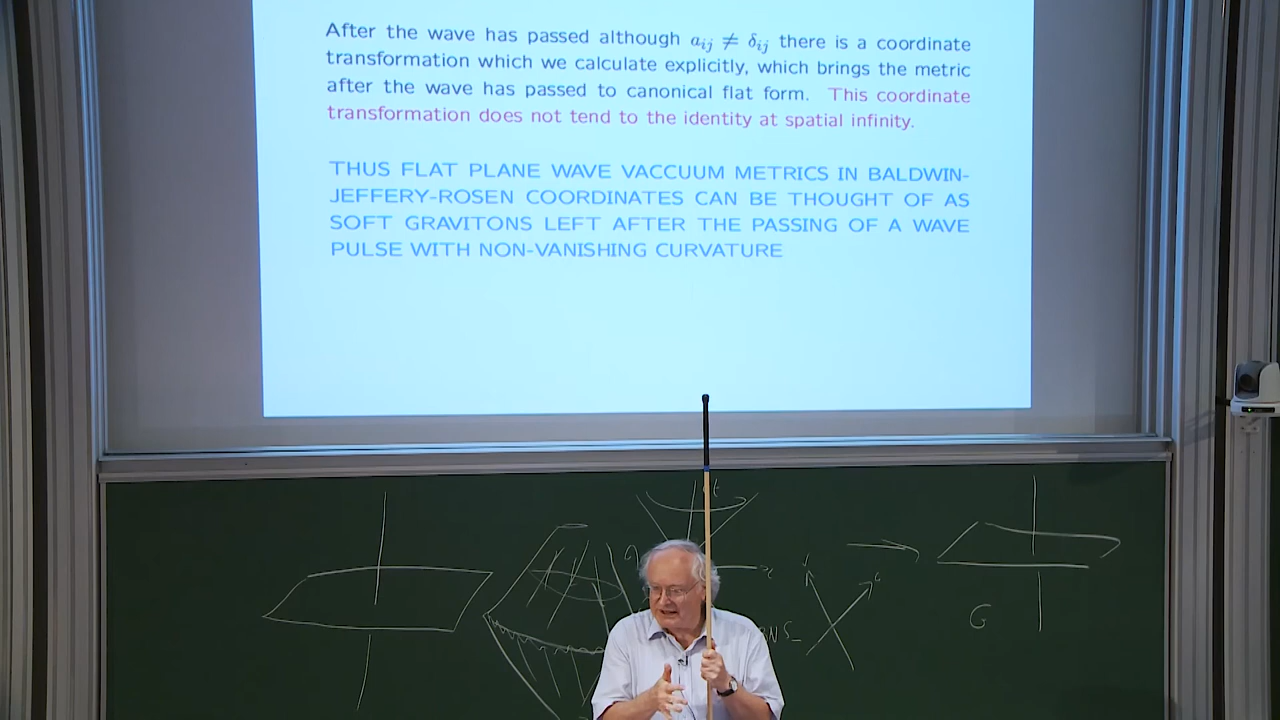 After the wave has passed although $a_{ij} \neq \delta_{ij}$ there is a coordinate
transformation which we calculate explicitly, which brings the metric
after the wave has passed to canonical flat form. This coordinate
transformation does not tend to the identity at spatial infinity.
THUS FLAT PLANE WAVE VACCUUM METRICS IN BALDWIN-
JEFFERY-ROSEN COORDINATES CAN BE THOUGHT OF AS
SOFT GRAVITONS LEFT AFTER THE PASSING OF A WAVE
PULSE WITH NON-VANISHING CURVATURE
t
G